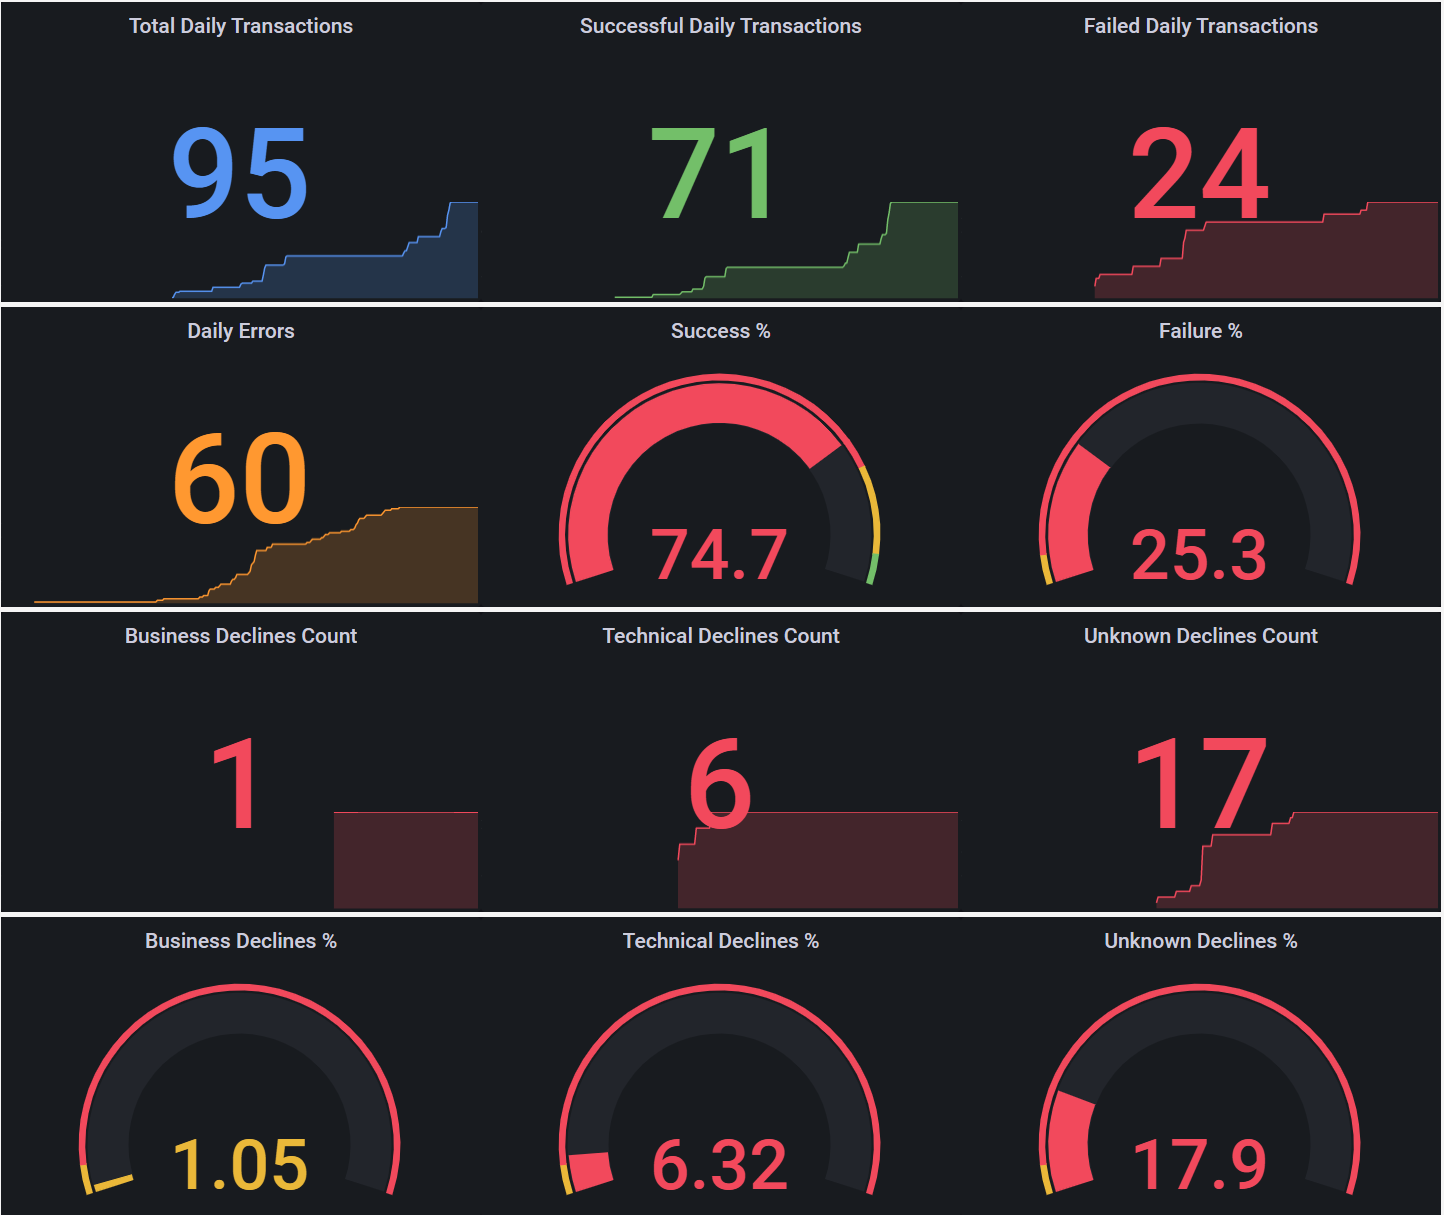 Total Daily Transactions
Successful Daily Transactions
Failed Daily Transactions
95
71
24
Daily Errors
Success %
Failure %
60
74.7
25.3
Business Declines Count
Technical Declines Count
Unknown Declines Count
1
6
17
Business Declines %
Technical Declines %
Unknown Declines %
1.05
6.32
17.9